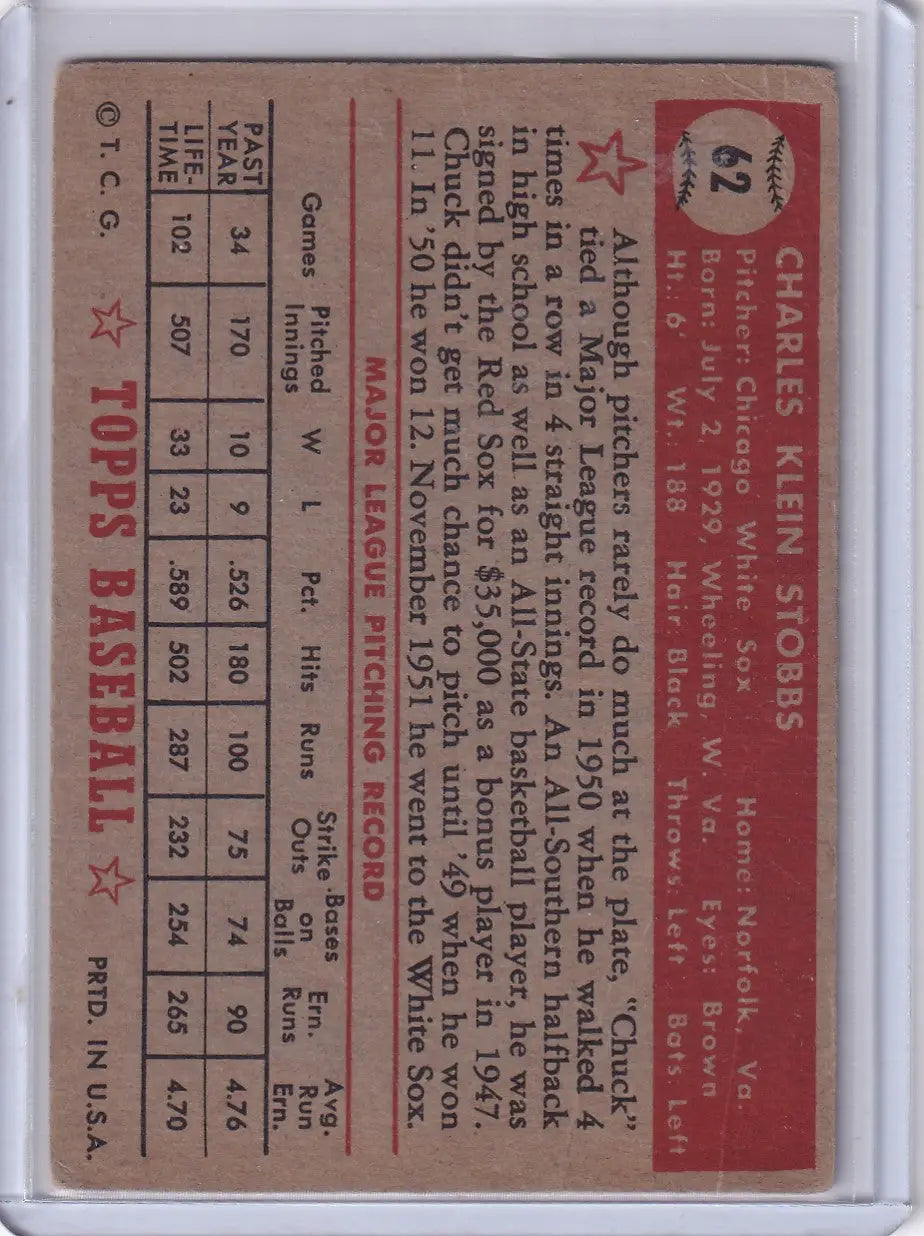 62
CHARLES KLEIN STOBBS
Pitcher: Chicago White Sox Home: Norfolk, Va.
Born: July 2, 1929, Wheeling, W. Va. Eyes: Brown
Ht.: 6' Wt.: 188 Hair: Black Throws: Left Bats: Left
Although pitchers rarely do much at the plate, "Chuck"
tied a Major League record in 1950 when he walked 4
times in a row in 4 straight innings. An All-Southern halfback
in high school as well as an All-State basketball player, he was
signed by the Red Sox for $35,000 as a bonus player in 1947.
Chuck didn't get much chance to pitch until '49 when he won
11. In '50 he won 12. November 1951 he went to the White Sox.
MAJOR LEAGUE PITCHING RECORD
Games Pitched Innings W L Pct. Hits Runs Strike Outs Bases on Balls Ern. Runs Avg. Run Ern.
PAST YEAR 34 170 10 9 .526 180 100 75 74 90 4.76
LIFE-TIME 102 507 33 23 .589 502 287 232 254 265 4.70
© T. C. G. TOPPS BASEBALL PRTD. IN U.S.A.